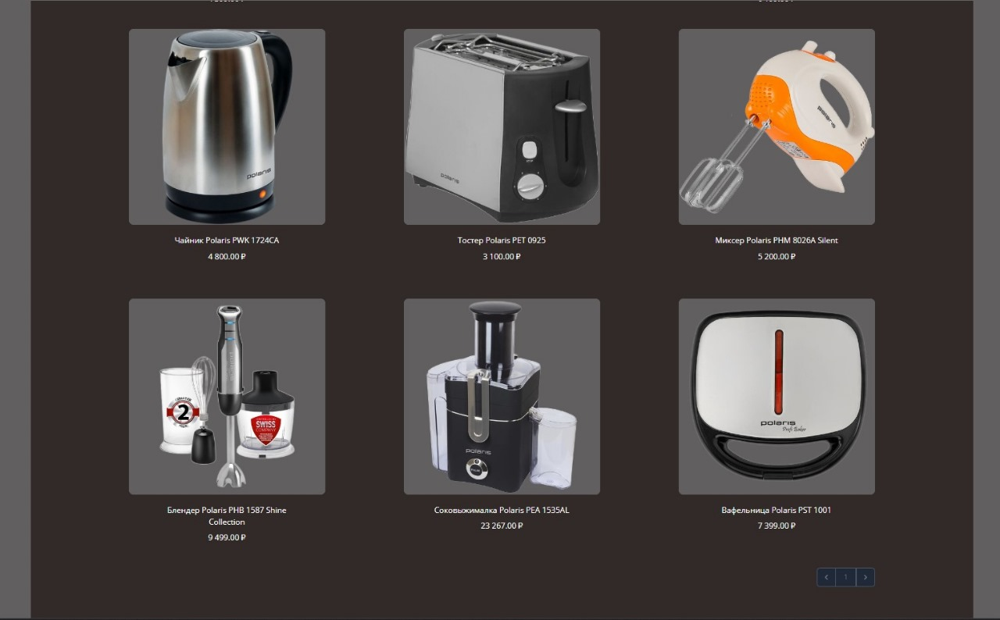 polaris
polaris
polaris
Чайник Polaris PWK 1724CA
Тостер Polaris PET 0925
Миксер Polaris PHM 8026A Silent
4 800.00 ₽
3 100.00 ₽
5 200.00 ₽
2
SWISS
COMPANY
polaris
PULSE
polaris
Profi Baker
Блендер Polaris PHB 1587 Shine
Collection
Соковыжималка Polaris PEA 1535AL
Вафельница Polaris PST 1001
9 499.00 ₽
23 267.00 ₽
7 399.00 ₽
1